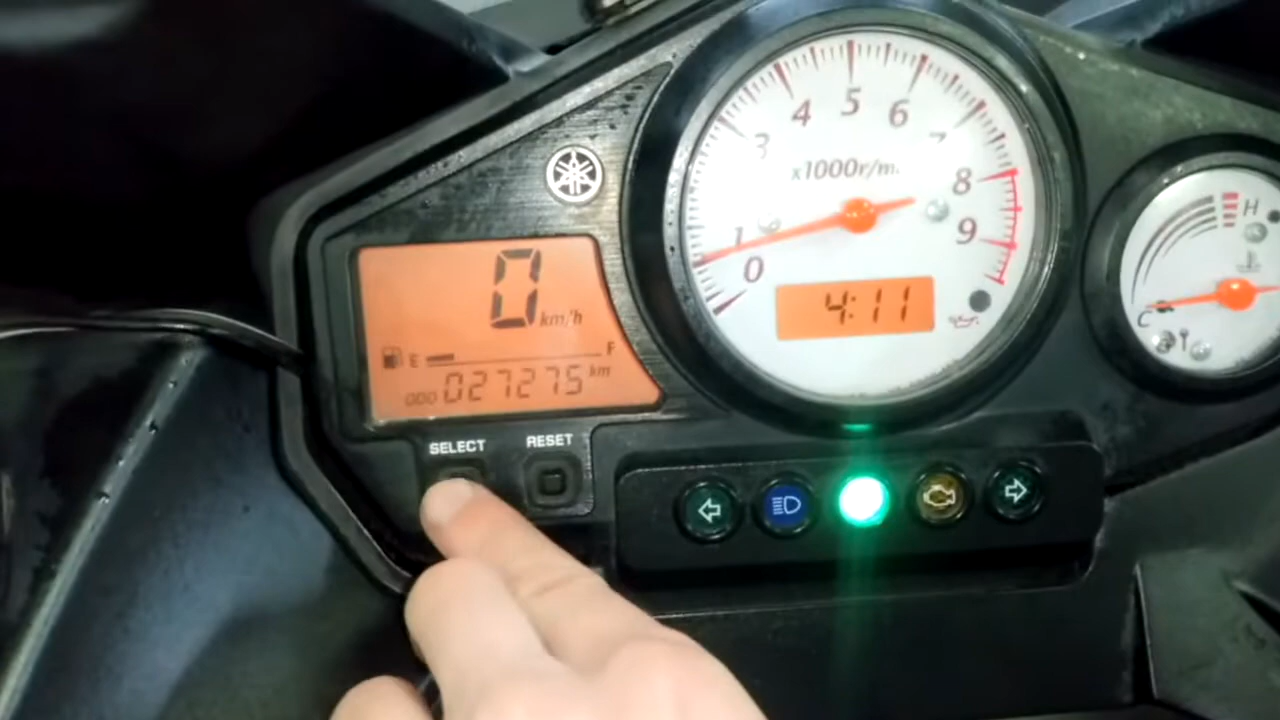 0 km/h
E F
ODO 027275 km
SELECT RESET
0 1 3 4 5 6 7 8 9
x1000r/m
4:11
H
C